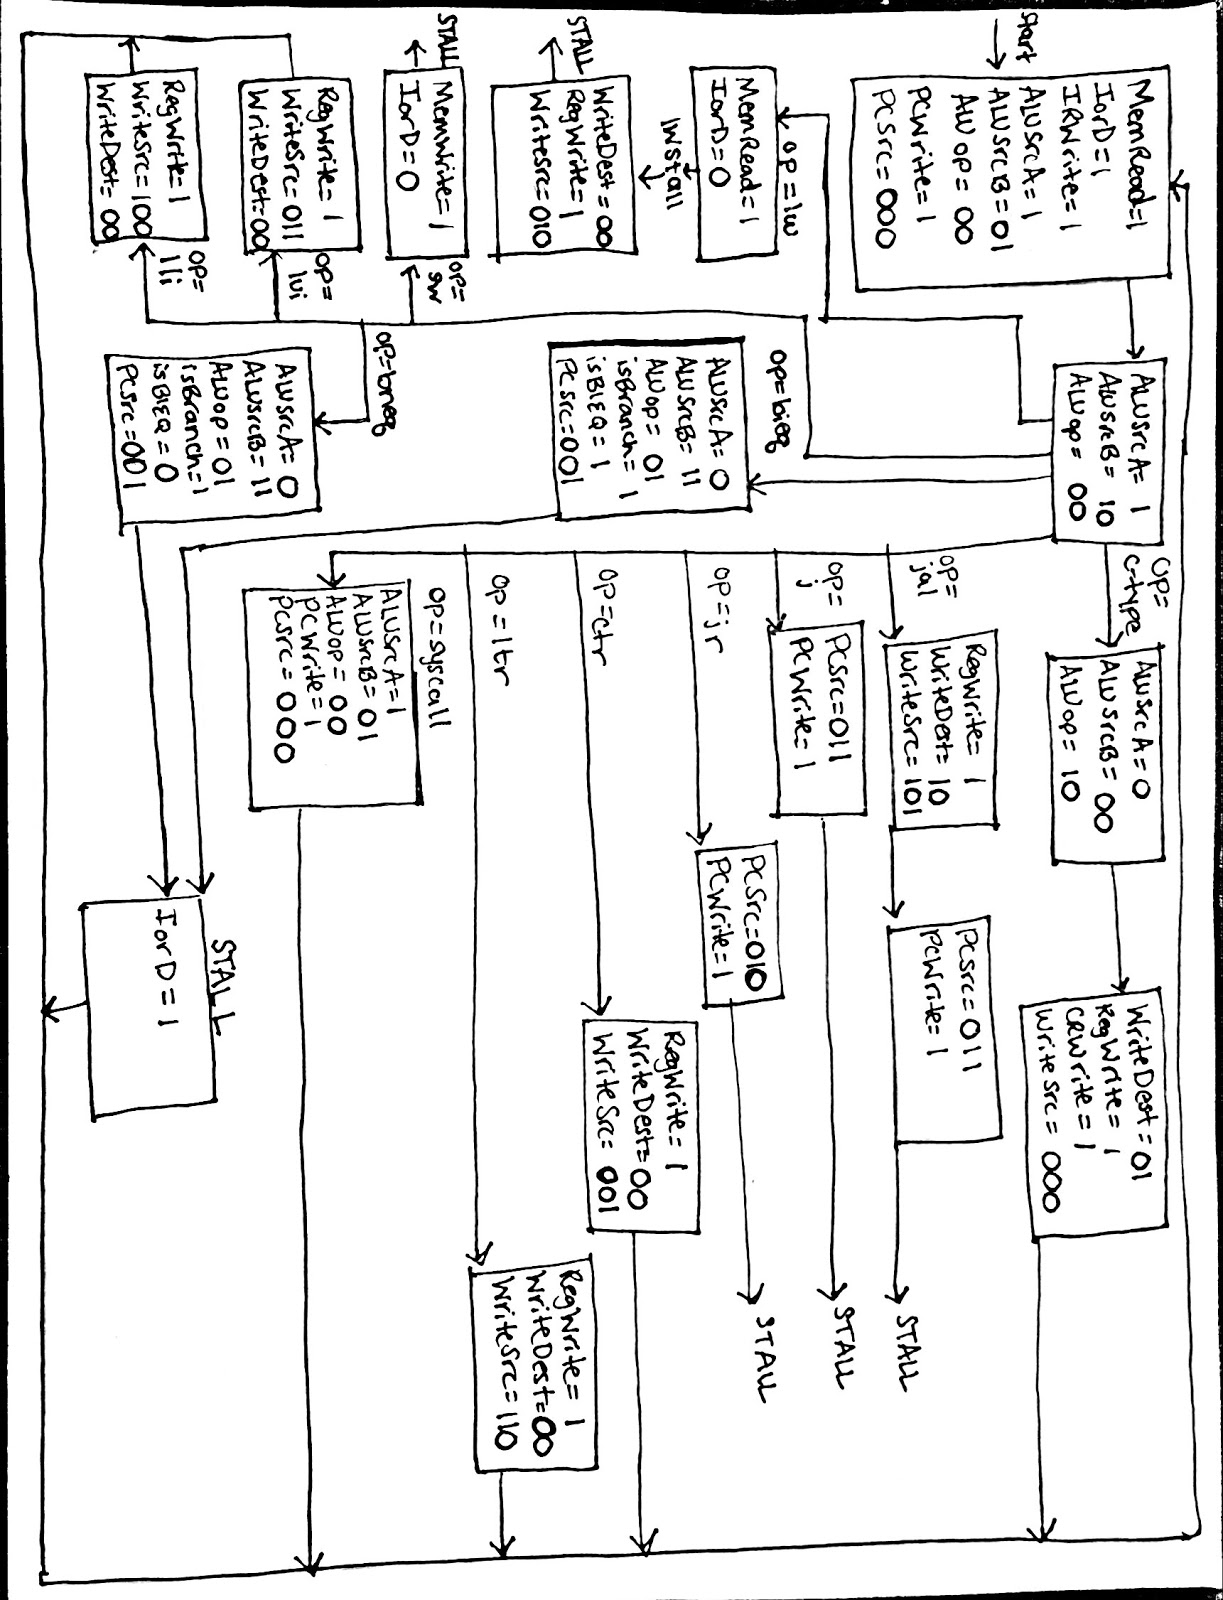 Start
MemRead=1
IorD=1
IRWrite=1
ALUSrcA=1
ALUSrcB=01
ALUop=00
PCWrite=1
PCSrc=000
ALUSrcA= 1
ALUSrcB= 10
ALUop= 00
Op=
c-type
ALUSrcA=0
ALUSrcB= 00
ALUop= 10
WriteDest=01
RegWrite= 1
CRWrite= 1
WriteSrc= 000
op=lw
MemRead=1
IorD=0
lwstall
WriteDest=00
RegWrite=1
WriteSrc=010
STALL
op=
sw
MemWrite=1
IorD=0
STALL
op=
lui
RegWrite=1
WriteSrc=011
WriteDest=00
op=
lli
RegWrite=1
WriteSrc=100
WriteDest=00
op=bieq
ALUSrcA=0
ALUSrcB=11
ALUop= 01
isBranch= 1
isBIEQ= 1
PCSrc=001
op=bneq
ALUSrcA=0
ALUSrcB=11
ALUop=01
isBranch=1
isBIEQ=0
PCSrc=001
op=
jal
RegWrite= 1
WriteDest= 10
WriteSrc= 101
PCSrc=011
PCWrite= 1
STALL
op=
j
PCSrc=011
PCWrite= 1
STALL
op=jr
PCSrc=010
PCWrite= 1
STALL
op=ctr
RegWrite= 1
WriteDest=00
WriteSrc= 001
op=ltr
RegWrite= 1
WriteDest=00
WriteSrc=110
op=syscall
ALUSrcA=1
ALUSrcB=01
ALUop=00
PCWrite=1
PCSrc=000
STALL
IorD=1